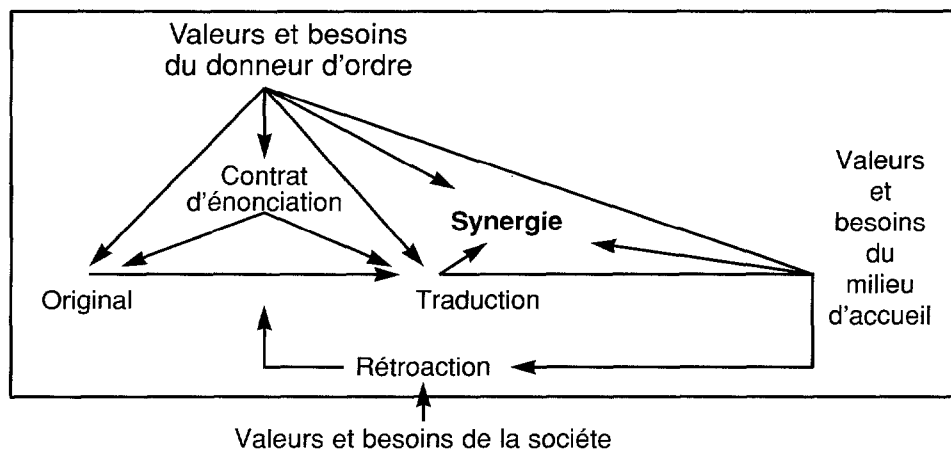 Valeurs et besoins
du donneur d'ordre
Contrat
d'énonciation
Synergie
Valeurs
et
besoins
du
milieu
d'accueil
Original
Traduction
Rétroaction
Valeurs et besoins de la sociéte